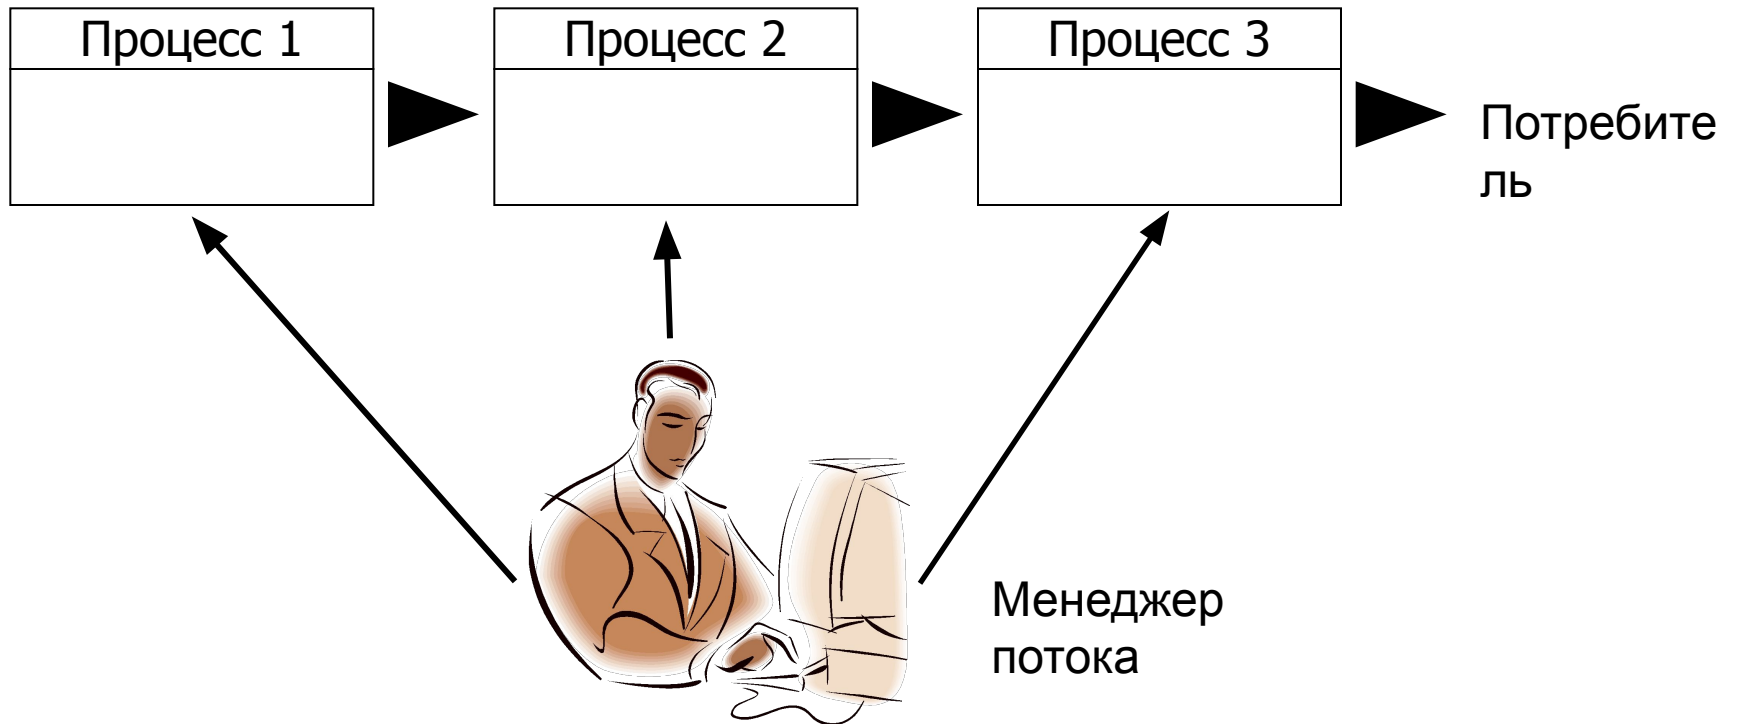 Процесс 1
Процесс 2
Процесс 3
Потребите
ль
Менеджер
потока